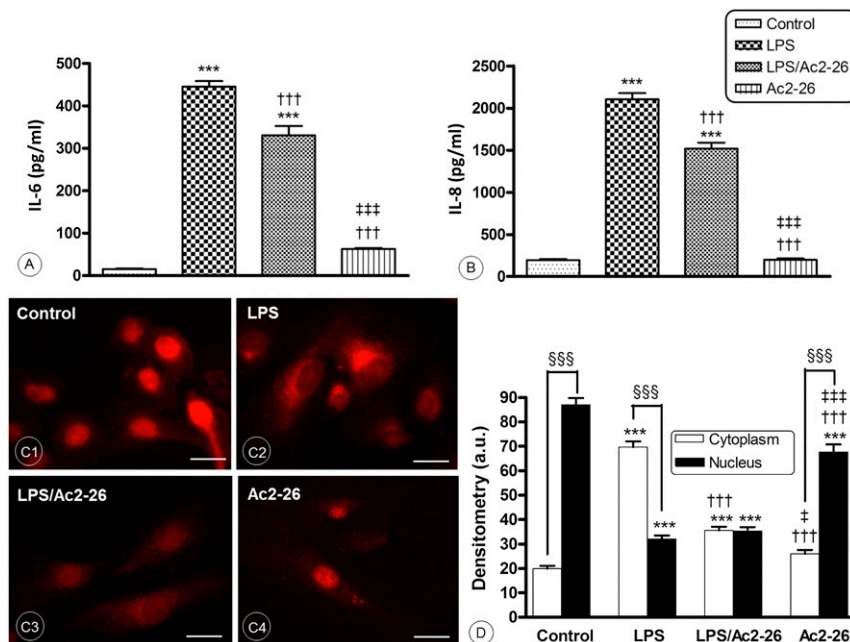 Control
LPS
LPS/Ac2-26
Ac2-26
600
500
400
300
200
100
0
IL-6 (pg/ml)
***
†††
***
‡‡‡
†††
A
2500
2000
1500
1000
500
0
IL-8 (pg/ml)
***
†††
***
‡‡‡
†††
B
Control
C1
LPS
C2
LPS/Ac2-26
C3
Ac2-26
C4
90
80
70
60
50
40
30
20
10
0
Densitometry (a.u.)
Cytoplasm
Nucleus
§§§
§§§
***
***
†††
*** ***
§§§
‡
†††
‡‡‡
†††
***
Control LPS LPS/Ac2-26 Ac2-26
D